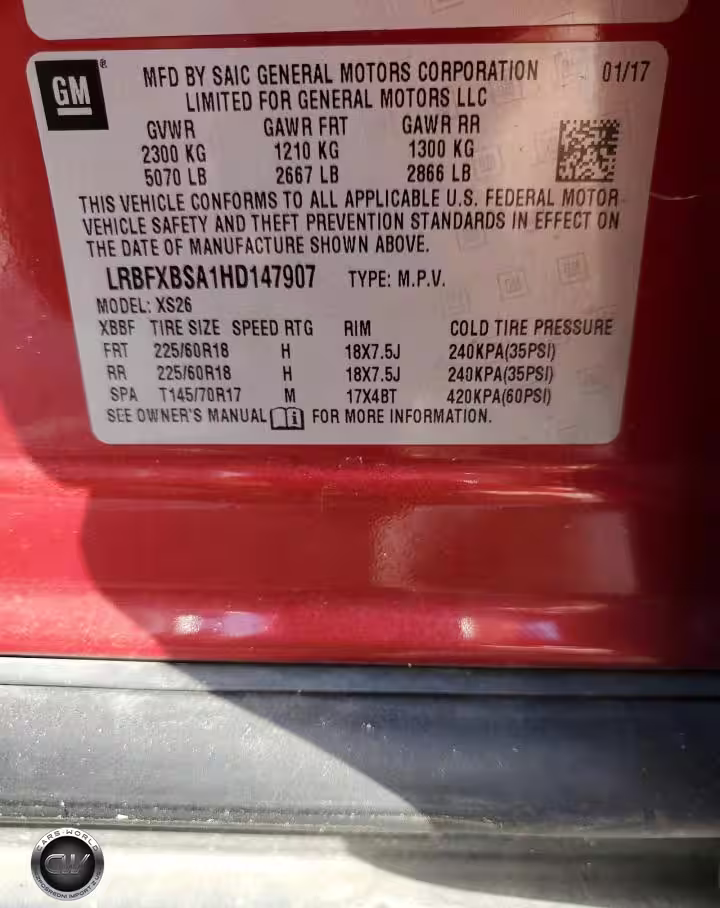 GM ®
MFD BY SAIC GENERAL MOTORS CORPORATION 01/17
LIMITED FOR GENERAL MOTORS LLC
GVWR GAWR FRT GAWR RR
2300 KG 1210 KG 1300 KG
5070 LB 2667 LB 2866 LB
THIS VEHICLE CONFORMS TO ALL APPLICABLE U.S. FEDERAL MOTOR
VEHICLE SAFETY AND THEFT PREVENTION STANDARDS IN EFFECT ON
THE DATE OF MANUFACTURE SHOWN ABOVE.
LRBFXBSA1HD147907 TYPE: M.P.V.
MODEL: XS26
XBBF TIRE SIZE SPEED RTG RIM COLD TIRE PRESSURE
FRT 225/60R18 H 18X7.5J 240KPA(35PSI)
RR 225/60R18 H 18X7.5J 240KPA(35PSI)
SPA T145/70R17 M 17X4BT 420KPA(60PSI)
SEE OWNER'S MANUAL FOR MORE INFORMATION.
CARS-WORLD
CW